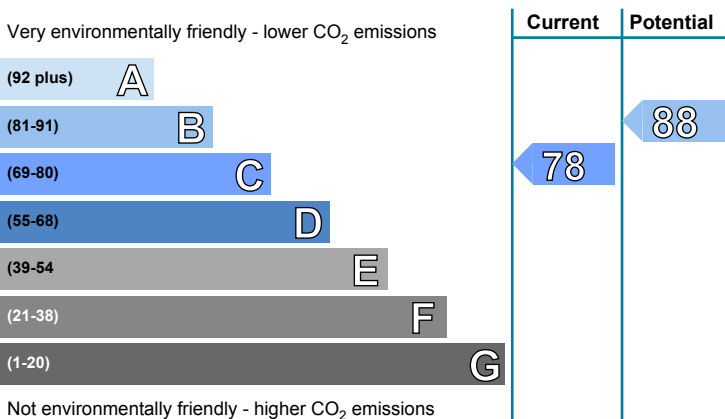 Current Potential
Very environmentally friendly - lower CO2 emissions
(92 plus) A
(81-91) B 88
(69-80) C 78
(55-68) D
(39-54 E
(21-38) F
(1-20) G
Not environmentally friendly - higher CO2 emissions